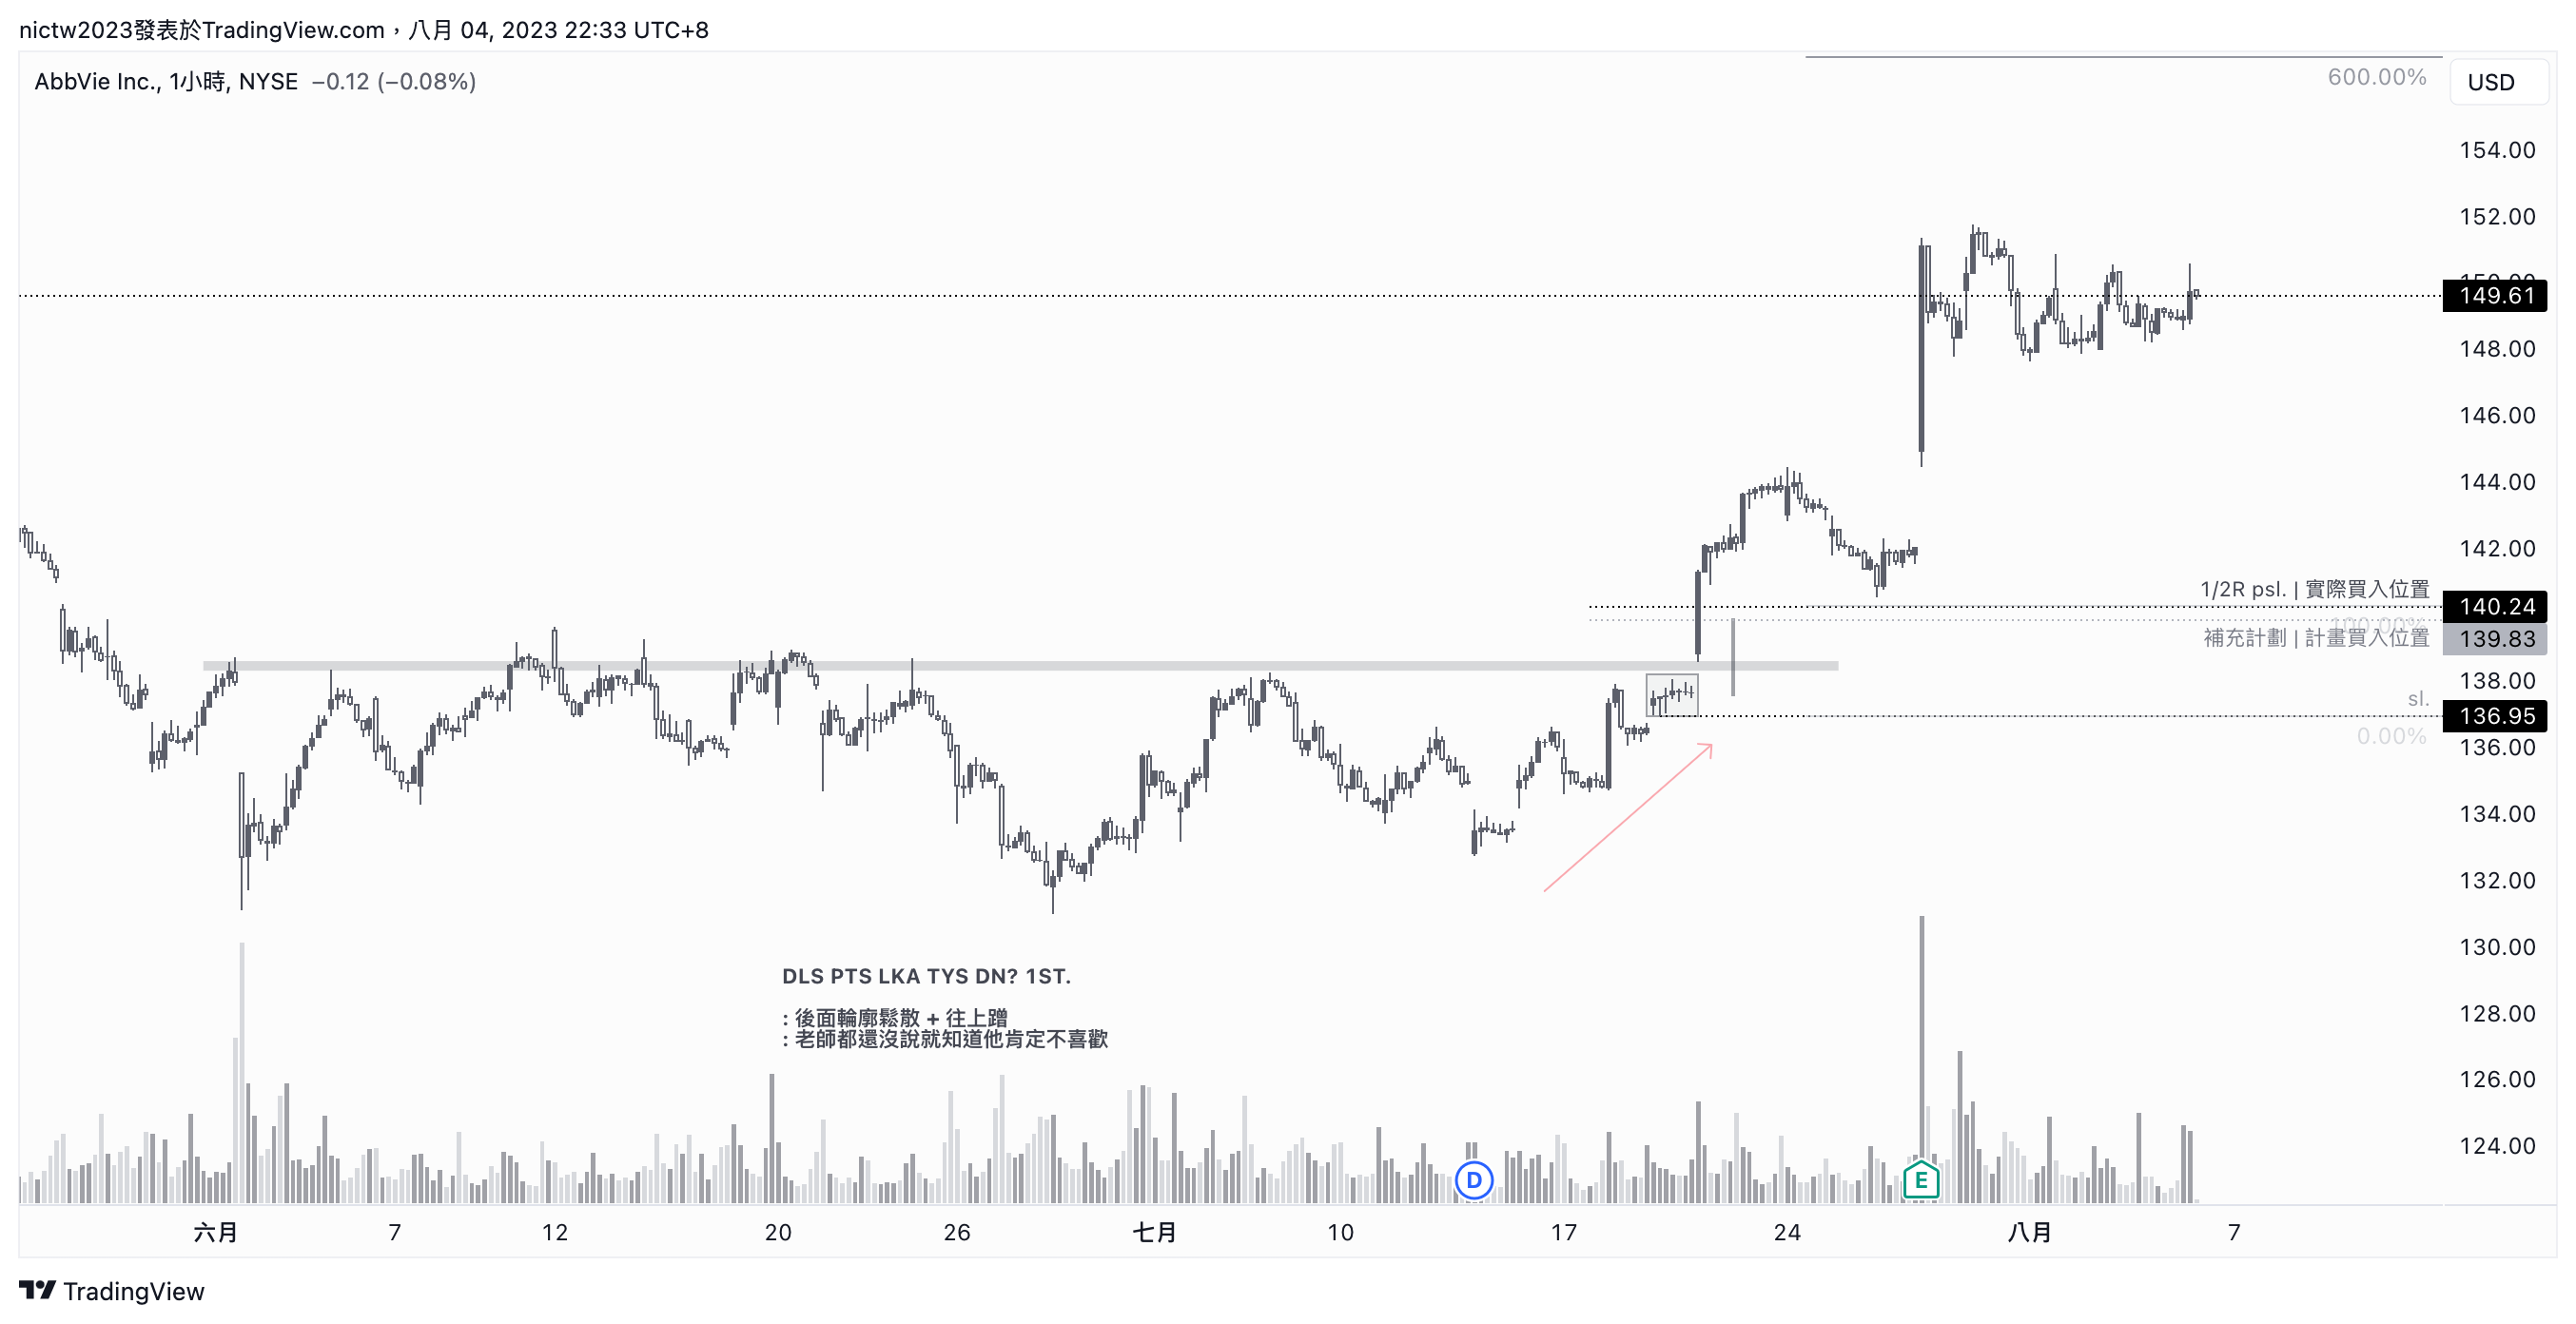 nictw2023發表於TradingView.com，八月 04, 2023 22:33 UTC+8
AbbVie Inc., 1小時, NYSE −0.12 (−0.08%)
600.00%
USD
154.00
152.00
150.00
149.61
148.00
146.00
144.00
142.00
1/2R psl. | 實際買入位置
140.24
100.00%
補充計劃 | 計畫買入位置
139.83
138.00
sl.
136.95
0.00%
136.00
134.00
132.00
130.00
DLS PTS LKA TYS DN? 1ST.
: 後面輪廓鬆散 + 往上蹭
: 老師都還沒說就知道他肯定不喜歡
128.00
126.00
124.00
D
E
六月 7 12 20 26 七月 10 17 24 八月 7
TradingView